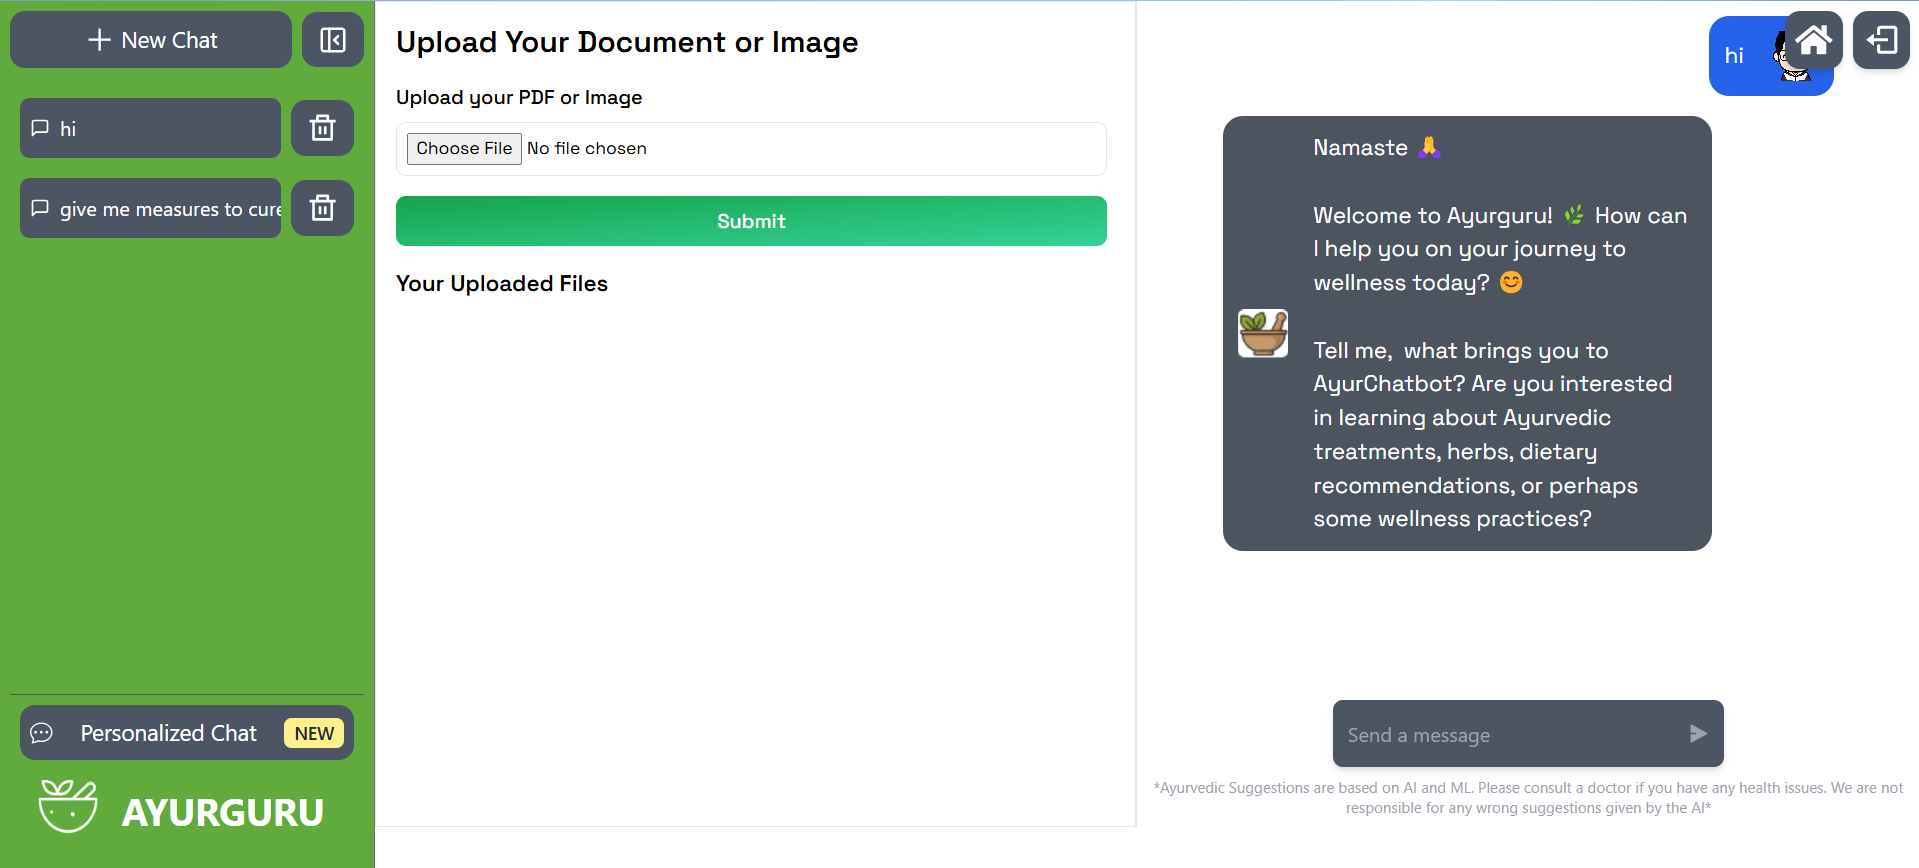 New Chat
hi
give me measures to cure
Personalized Chat NEW
AYURGURU
Upload Your Document or Image
Upload your PDF or Image
Choose File No file chosen
Submit
Your Uploaded Files
hi
Namaste 🙏
Welcome to Ayurguru! 🌿 How can
I help you on your journey to
wellness today? 😊
Tell me,  what brings you to
AyurChatbot? Are you interested
in learning about Ayurvedic
treatments, herbs, dietary
recommendations, or perhaps
some wellness practices?
Send a message
*Ayurvedic Suggestions are based on AI and ML. Please consult a doctor if you have any health issues. We are not
responsible for any wrong suggestions given by the AI*